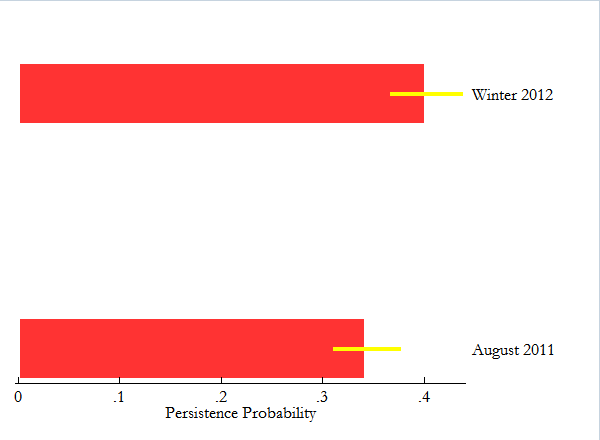 Winter 2012
August 2011
0 .1 .2 .3 .4
Persistence Probability